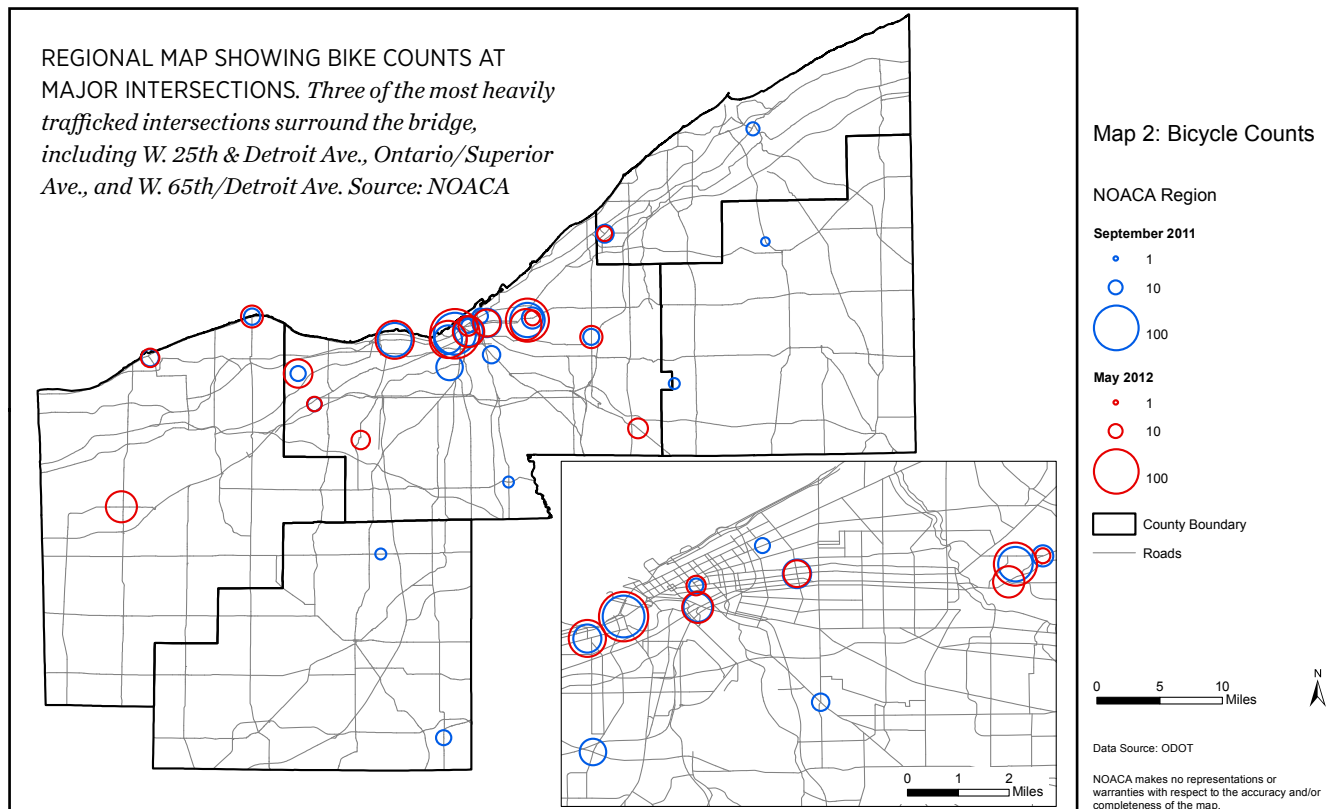 REGIONAL MAP SHOWING BIKE COUNTS AT
MAJOR INTERSECTIONS. Three of the most heavily
trafficked intersections surround the bridge,
including W. 25th & Detroit Ave., Ontario/Superior
Ave., and W. 65th/Detroit Ave. Source: NOACA
Map 2: Bicycle Counts
NOACA Region
September 2011
1
10
100
May 2012
1
10
100
County Boundary
Roads
0 5 10
Miles
N
0 1 2
Miles
Data Source: ODOT
NOACA makes no representations or
warranties with respect to the accuracy and/or
completeness of the map.